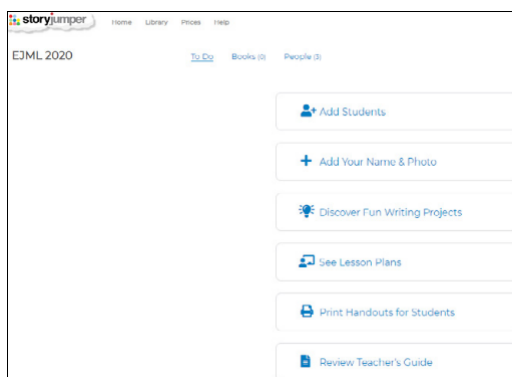 storyjumper Home Library Prices Help
EJML 2020 To Do Books (0) People (3)
Add Students
Add Your Name & Photo
Discover Fun Writing Projects
See Lesson Plans
Print Handouts for Students
Review Teacher's Guide